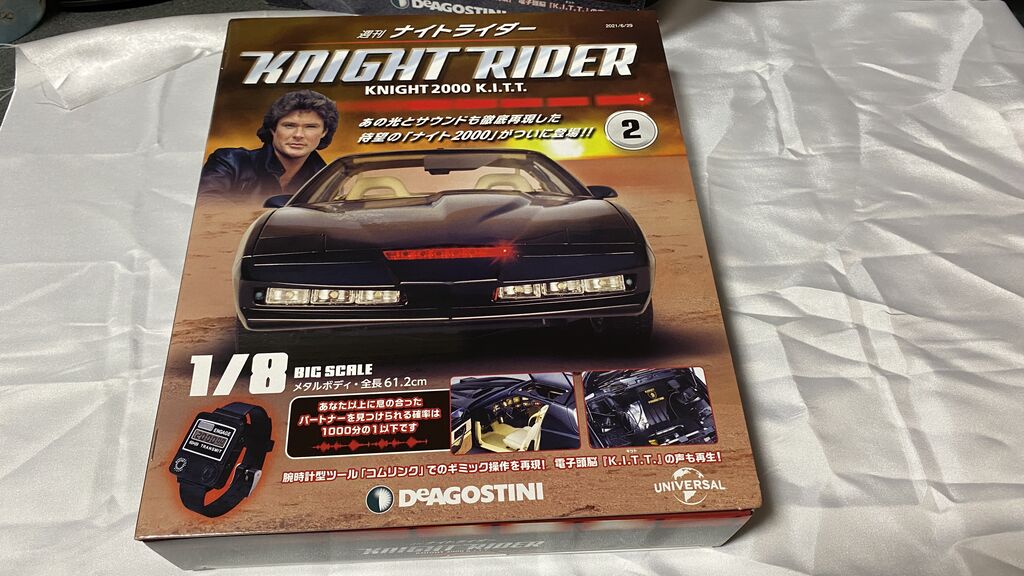 DeAGOSTINI
電子頭脳『K.I.T.T.』の
2021/6/29
週刊 ナイトライダー
KNIGHT RIDER
KNIGHT 2000 K.I.T.T.
あの光とサウンドも徹底再現した
待望の「ナイト2000」がついに登場!!
2
1/8 BIG SCALE
メタルボディ・全長61.2cm
あなた以上に息の合った
パートナーを見つけられる確率は
1000分の1以下です
ENGAGE
TRANSMIT
腕時計型ツール「コムリンク」でのギミック操作を再現! 電子頭脳『K.I.T.T.』の声も再生!
DeAGOSTINI
UNIVERSAL
KNIGHT RIDER